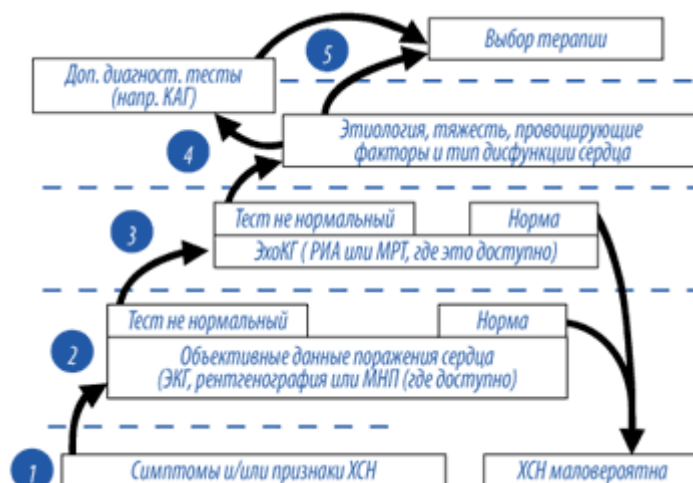 5
Выбор терапии
Доп. диагност. тесты
(напр. КАГ)
4
Этиология, тяжесть, провоцирующие
факторы и тип дисфункции сердца
3
Тест не нормальный
Норма
ЭхоКГ ( РИА или МРТ, где это доступно)
2
Тест не нормальный
Норма
Объективные данные поражения сердца
(ЭКГ, рентгенография или МНП (где доступно)
1
Симптомы и/или признаки ХСН
ХСН маловероятна